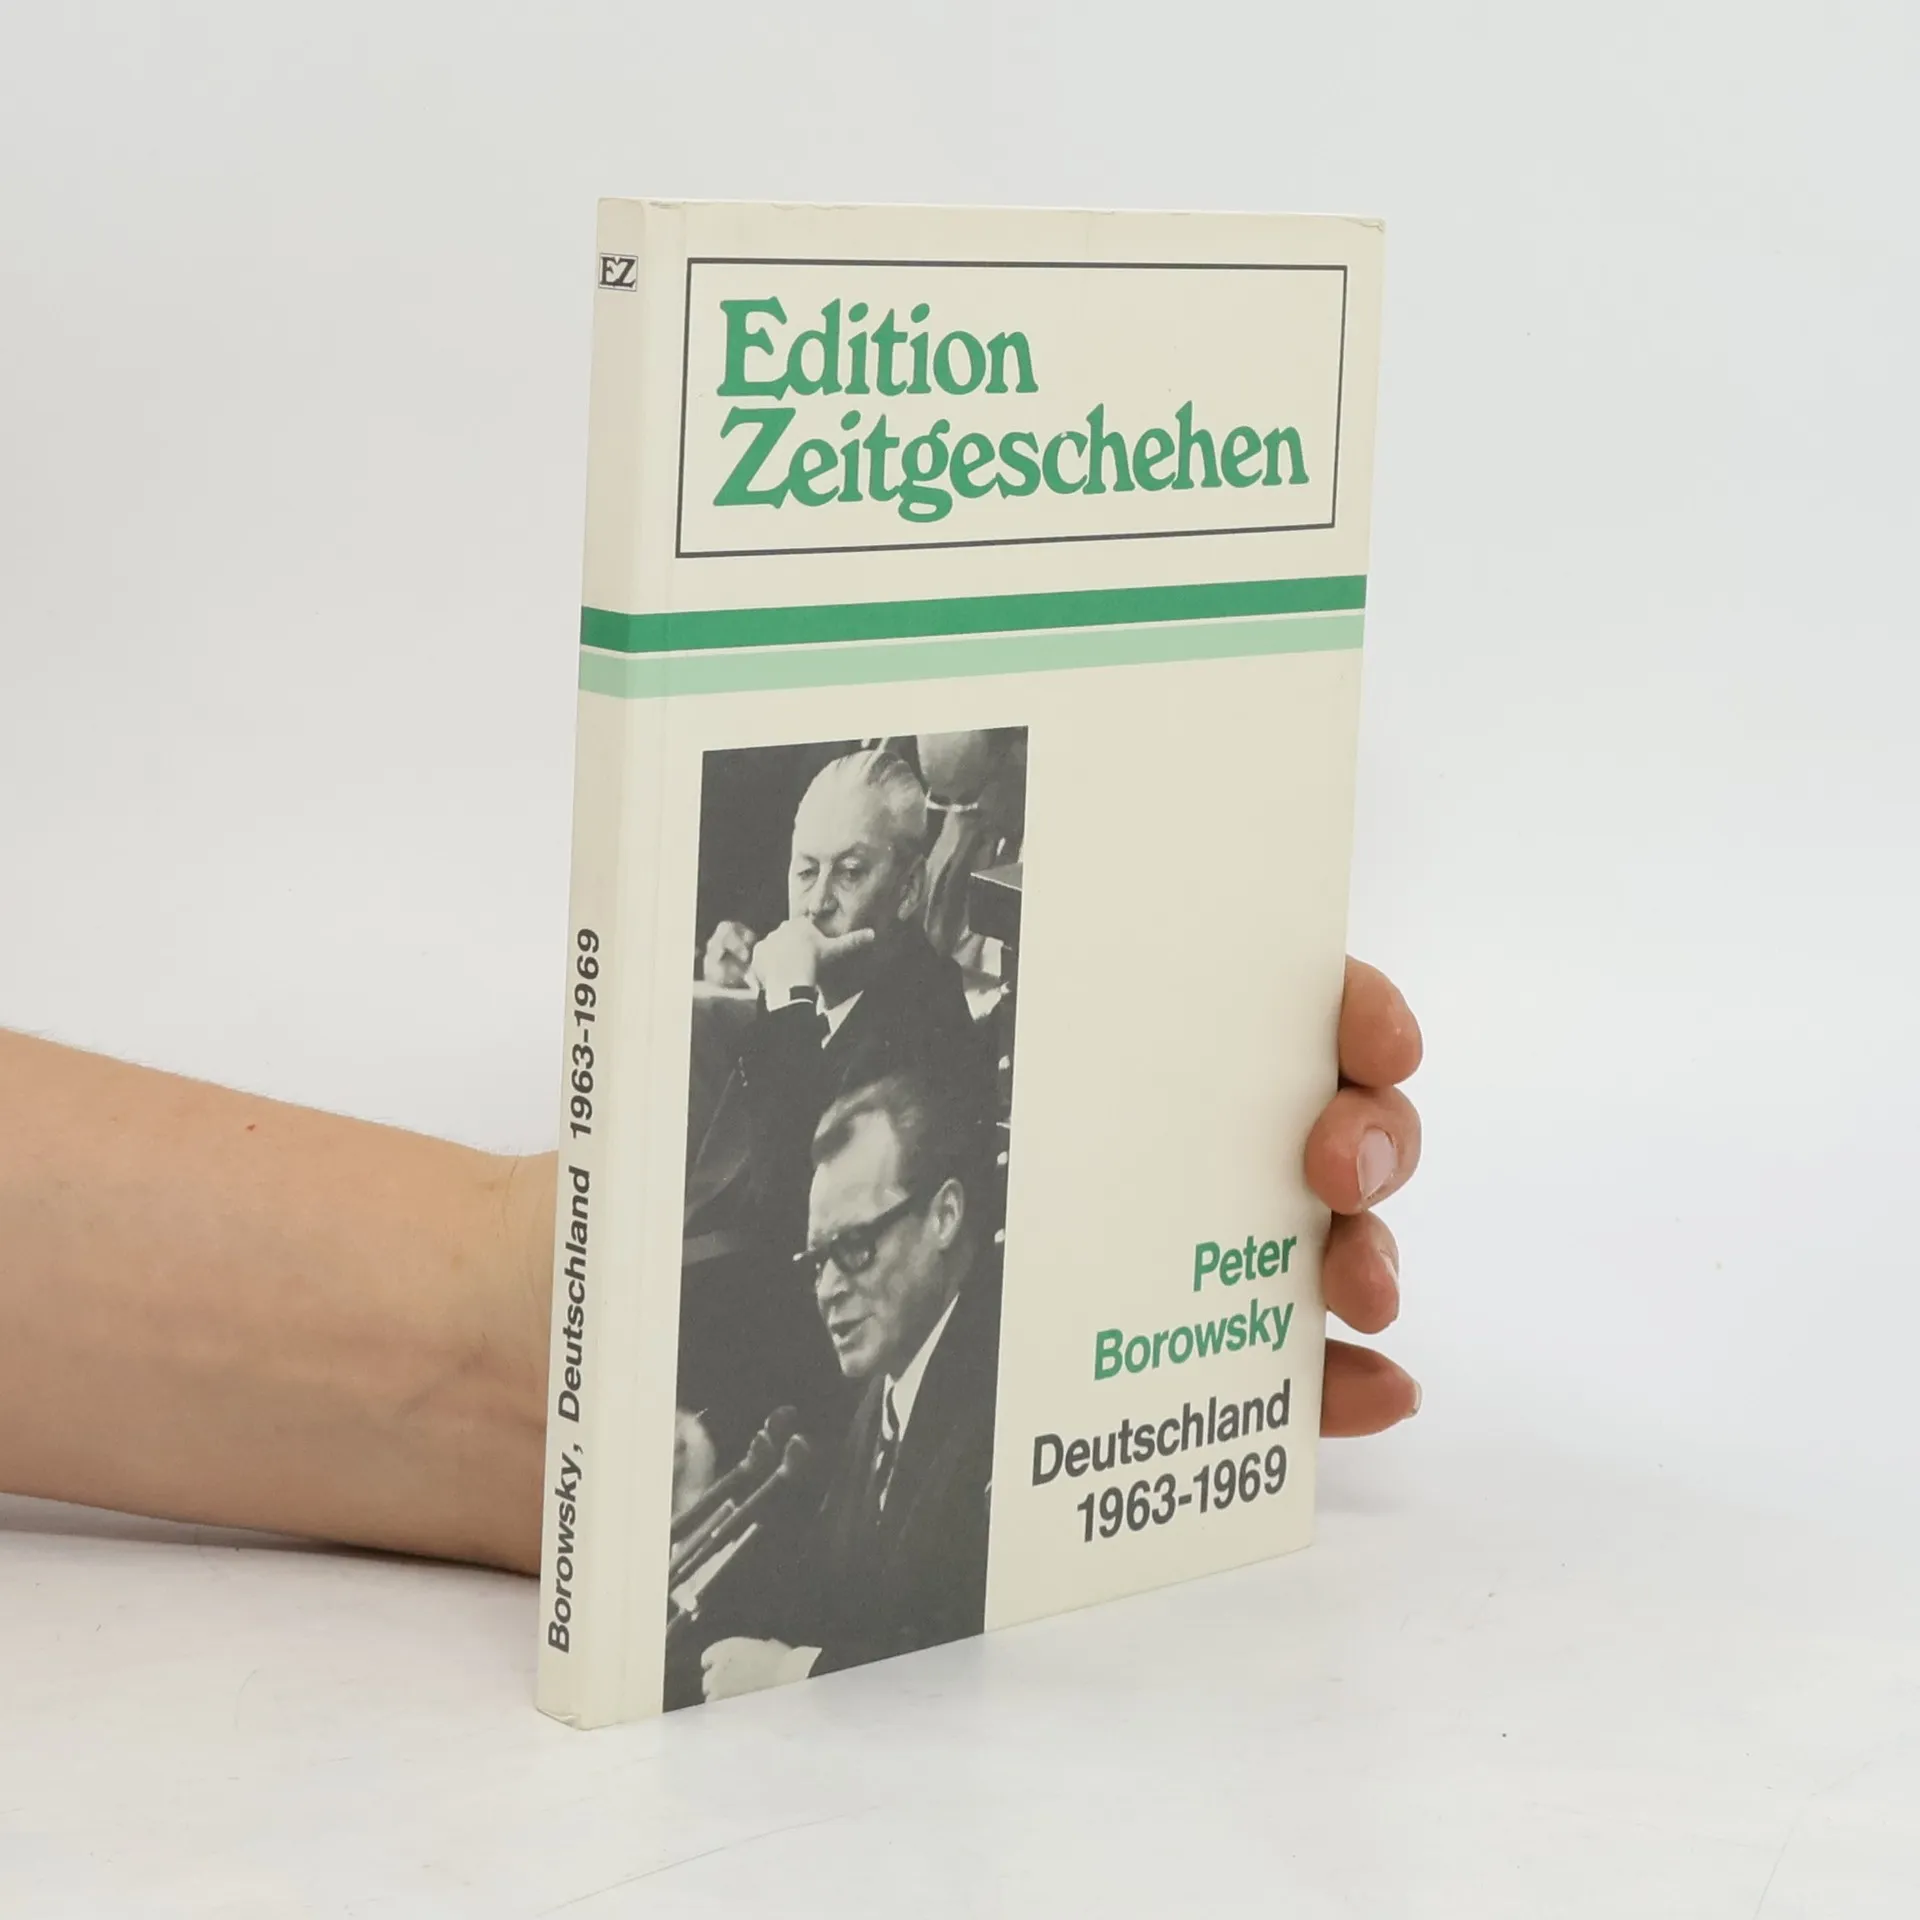 EZ
Borowsky, Deutschland 1963-1969
Edition
Zeitgeschehen
Peter
Borowsky
Deutschland
1963-1969